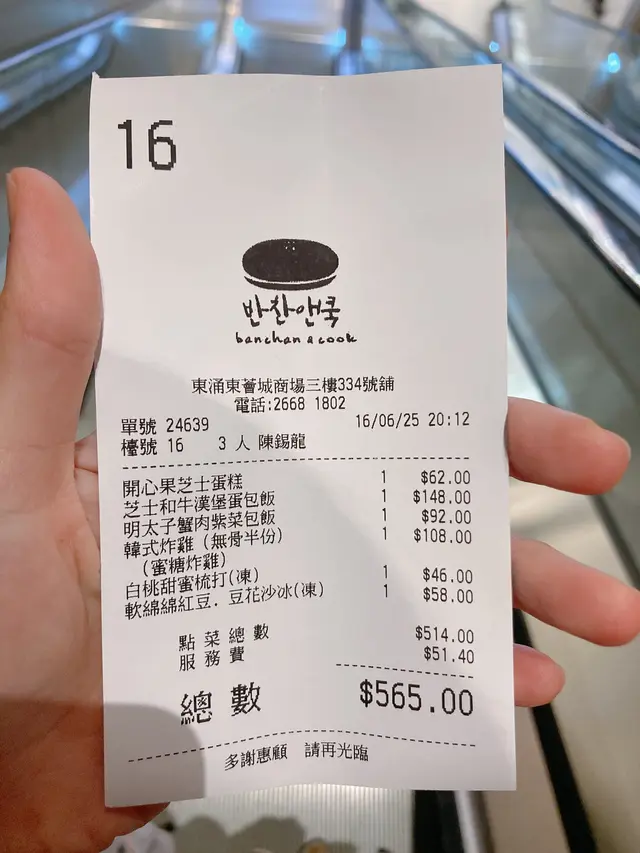 16
반찬앤쿡
banchan a cook
東涌東薈城商場三樓334號舖
電話:2668 1802
單號 24639 16/06/25 20:12
檯號 16 3 人 陳錫龍
開心果芝士蛋糕 1 $62.00
芝士和牛漢堡蛋包飯 1 $148.00
明太子蟹肉紫菜包飯 1 $92.00
韓式炸雞 (無骨半份) 1 $108.00
(蜜糖炸雞)
白桃甜蜜梳打(凍) 1 $46.00
軟綿綿紅豆. 豆花沙冰(凍) 1 $58.00
點菜總數 $514.00
服務費 $51.40
總數 $565.00
多謝惠顧 請再光臨